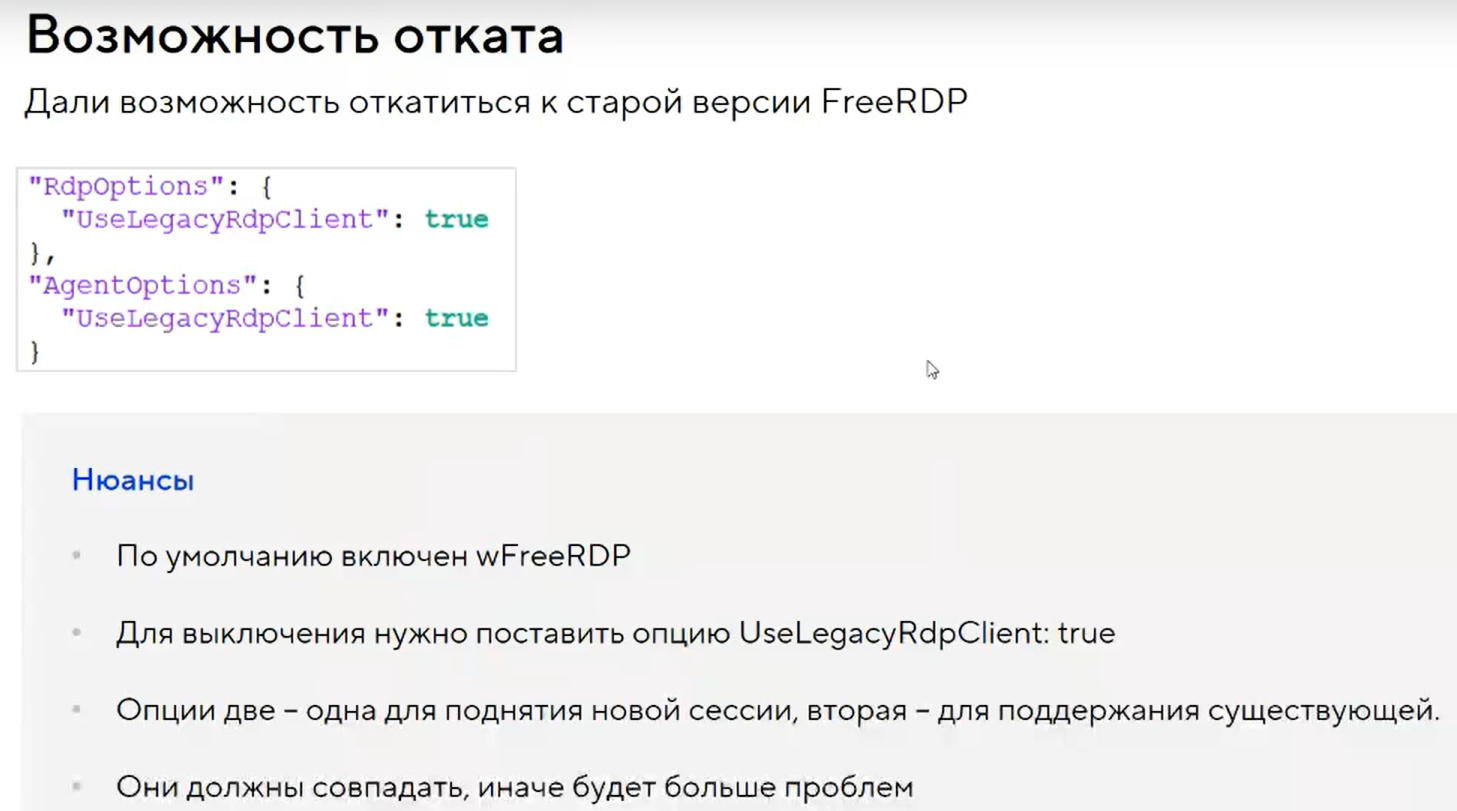 Возможность отката
Дали возможность откатиться к старой версии FreeRDP
"RdpOptions": {
"UseLegacyRdpClient": true
},
"AgentOptions": {
"UseLegacyRdpClient": true
}
Нюансы
• По умолчанию включен wFreeRDP
• Для выключения нужно поставить опцию UseLegacyRdpClient: true
• Опции две – одна для поднятия новой сессии, вторая – для поддержания существующей.
• Они должны совпадать, иначе будет больше проблем